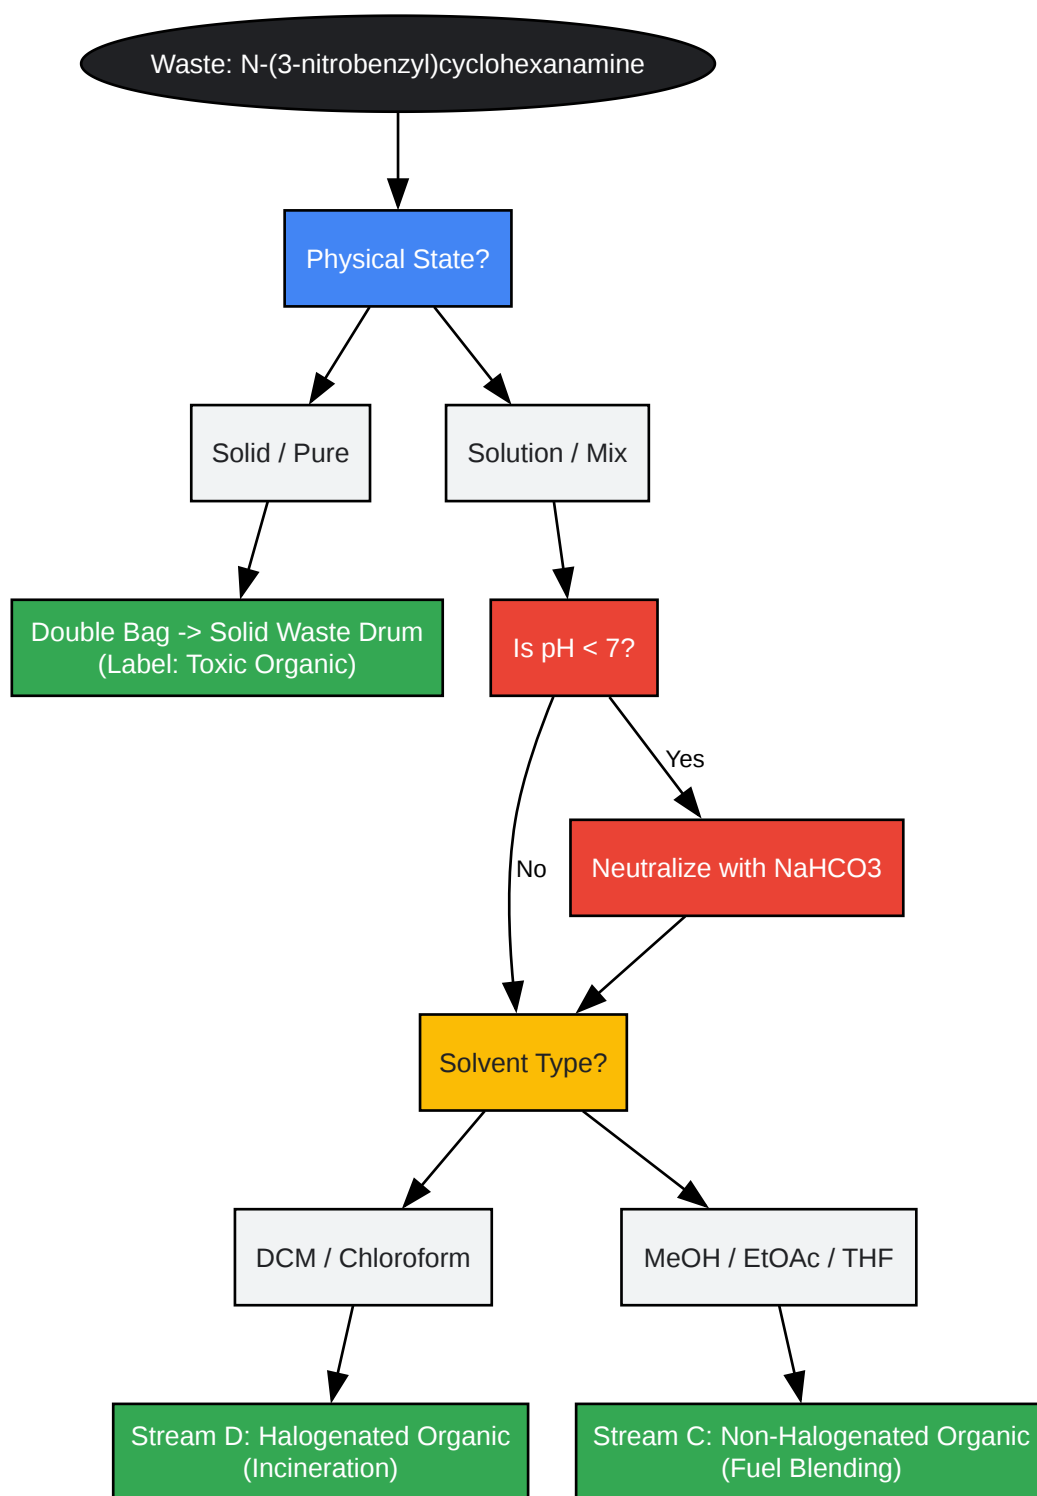 Waste: N-(3-nitrobenzyl)cyclohexanamine
Physical State?
Solid / Pure
Solution / Mix
Double Bag -> Solid Waste Drum
(Label: Toxic Organic)
Is pH < 7?
Yes
No
Neutralize with NaHCO3
Solvent Type?
DCM / Chloroform
MeOH / EtOAc / THF
Stream D: Halogenated Organic
(Incineration)
Stream C: Non-Halogenated Organic
(Fuel Blending)